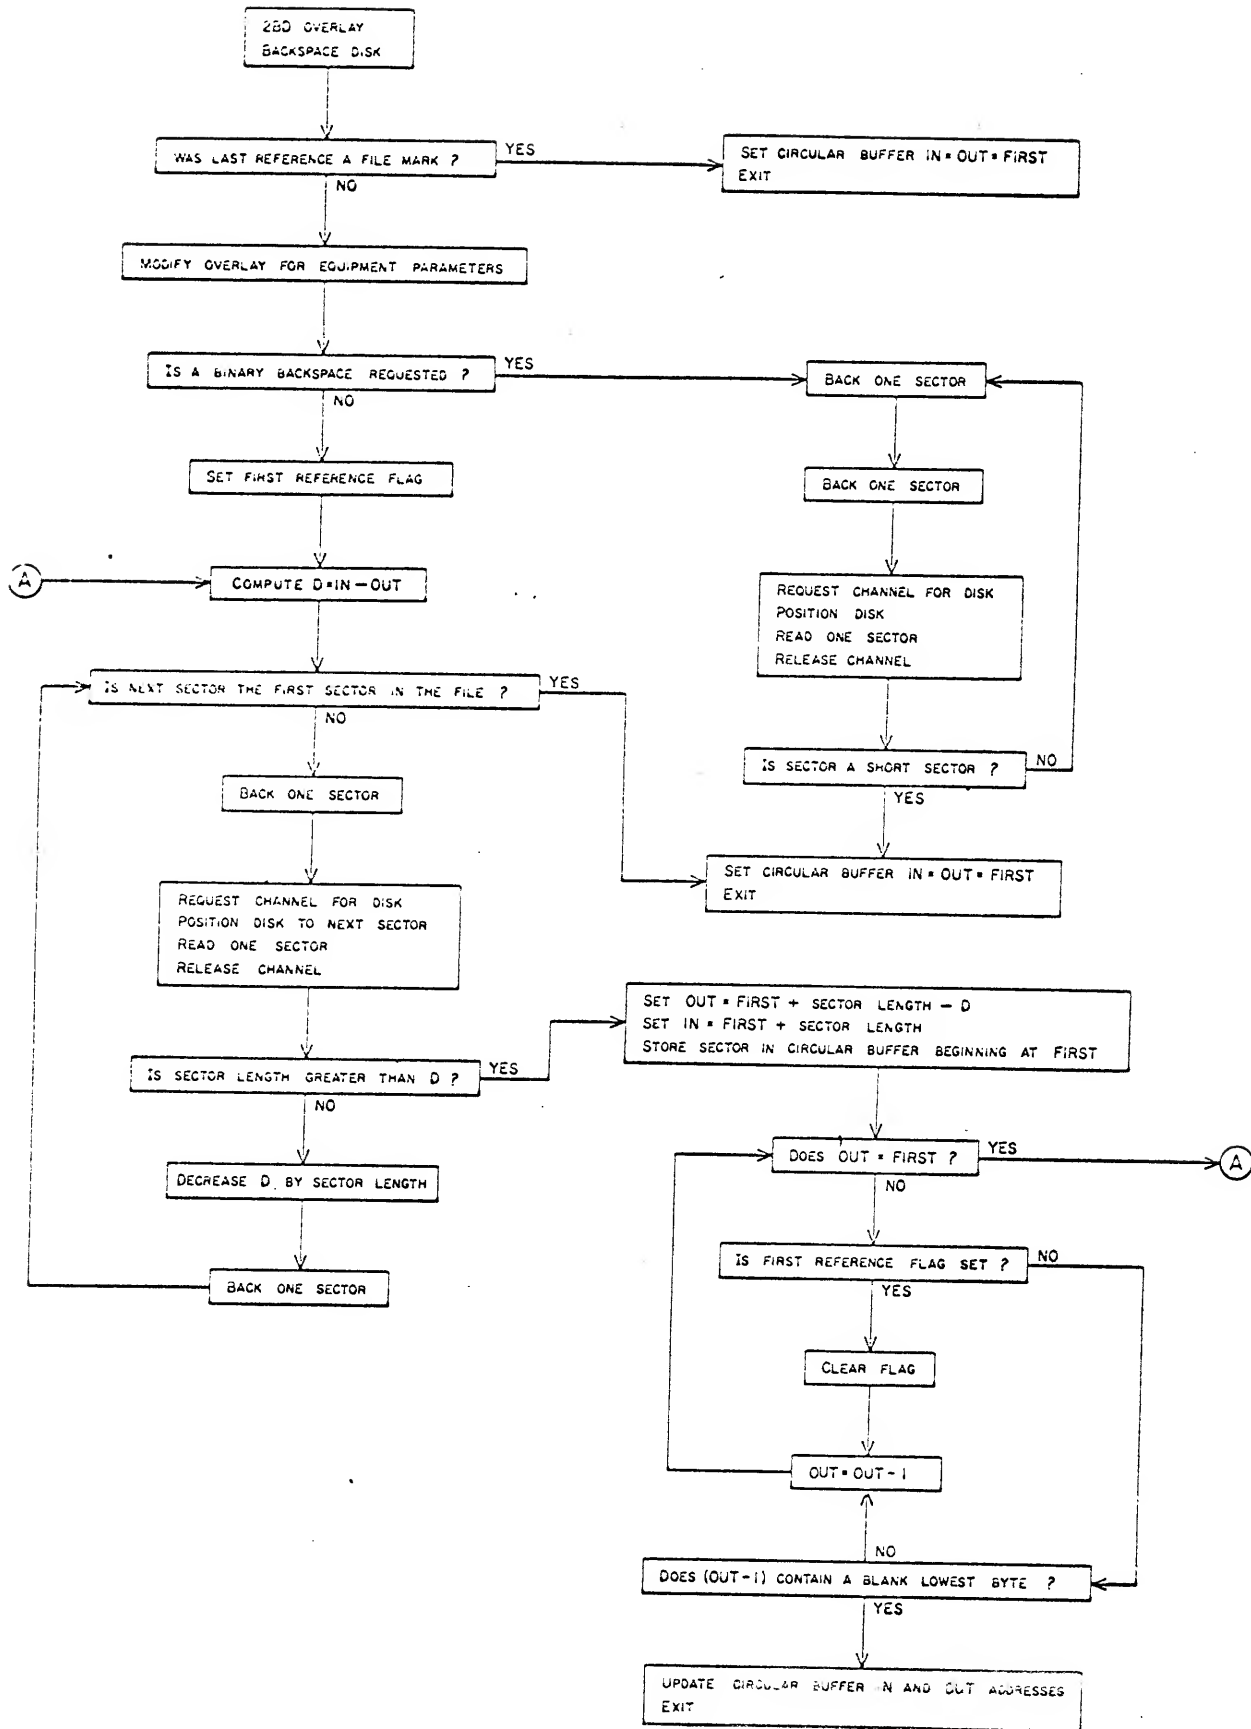 2BD OVERLAY
BACKSPACE DISK
WAS LAST REFERENCE A FILE MARK ?
YES
NO
SET CIRCULAR BUFFER IN = OUT = FIRST
EXIT
MODIFY OVERLAY FOR EQUIPMENT PARAMETERS
IS A BINARY BACKSPACE REQUESTED ?
YES
NO
BACK ONE SECTOR
SET FIRST REFERENCE FLAG
BACK ONE SECTOR
A
COMPUTE D = IN - OUT
REQUEST CHANNEL FOR DISK
POSITION DISK
READ ONE SECTOR
RELEASE CHANNEL
IS NEXT SECTOR THE FIRST SECTOR IN THE FILE ?
YES
NO
IS SECTOR A SHORT SECTOR ?
NO
YES
BACK ONE SECTOR
SET CIRCULAR BUFFER IN = OUT = FIRST
EXIT
REQUEST CHANNEL FOR DISK
POSITION DISK TO NEXT SECTOR
READ ONE SECTOR
RELEASE CHANNEL
SET OUT = FIRST + SECTOR LENGTH - D
SET IN = FIRST + SECTOR LENGTH
STORE SECTOR IN CIRCULAR BUFFER BEGINNING AT FIRST
IS SECTOR LENGTH GREATER THAN D ?
YES
NO
DOES OUT = FIRST ?
YES
NO
A
DECREASE D BY SECTOR LENGTH
IS FIRST REFERENCE FLAG SET ?
NO
YES
BACK ONE SECTOR
CLEAR FLAG
OUT = OUT - 1
NO
DOES (OUT - 1) CONTAIN A BLANK LOWEST BYTE ?
YES
UPDATE CIRCULAR BUFFER IN AND OUT ADDRESSES
EXIT